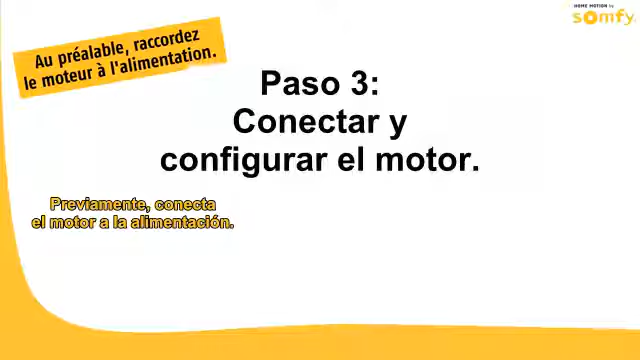 HOME MOTION by
somfy.
Au préalable, raccordez
le moteur à l'alimentation.
Paso 3:
Conectar y
configurar el motor.
Previamente, conecta
el motor a la alimentación.